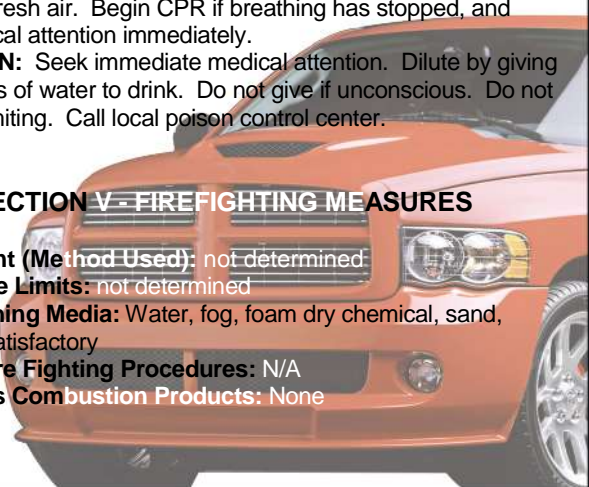 resh air. Begin CPR if breathing has stopped, and
cal attention immediately.
N: Seek immediate medical attention. Dilute by giving
s of water to drink. Do not give if unconscious. Do not
niting. Call local poison control center.
ECTION V - FIREFIGHTING MEASURES
nt (Method Used): not determined
e Limits: not determined
hing Media: Water, fog, foam dry chemical, sand,
atisfactory
re Fighting Procedures: N/A
s Combustion Products: None